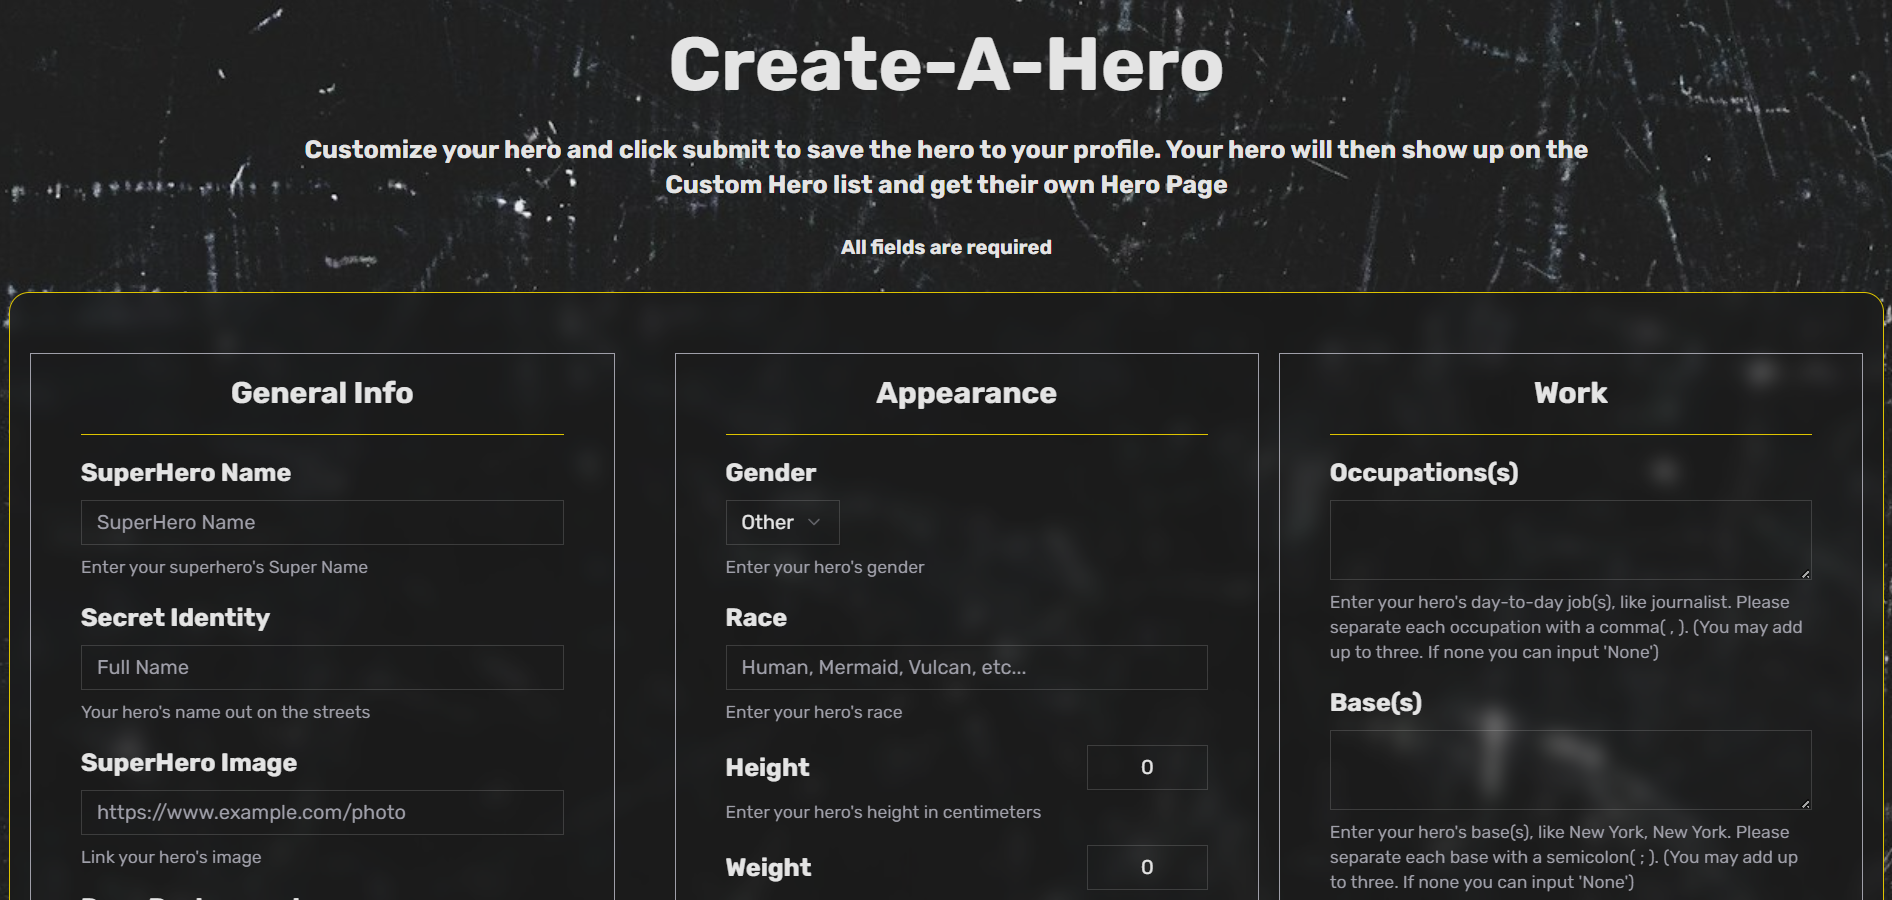 Create-A-Hero
Customize your hero and click submit to save the hero to your profile. Your hero will then show up on the
Custom Hero list and get their own Hero Page
All fields are required
General Info
SuperHero Name
SuperHero Name
Enter your superhero's Super Name
Secret Identity
Full Name
Your hero's name out on the streets
SuperHero Image
https://www.example.com/photo
Link your hero's image
Appearance
Gender
Other
Enter your hero's gender
Race
Human, Mermaid, Vulcan, etc...
Enter your hero's race
Height
0
Enter your hero's height in centimeters
Weight
0
Work
Occupations(s)
Enter your hero's day-to-day job(s), like journalist. Please
separate each occupation with a comma( , ). (You may add
up to three. If none you can input 'None')
Base(s)
Enter your hero's base(s), like New York, New York. Please
separate each base with a semicolon( ; ). (You may add up
to three. If none you can input 'None')